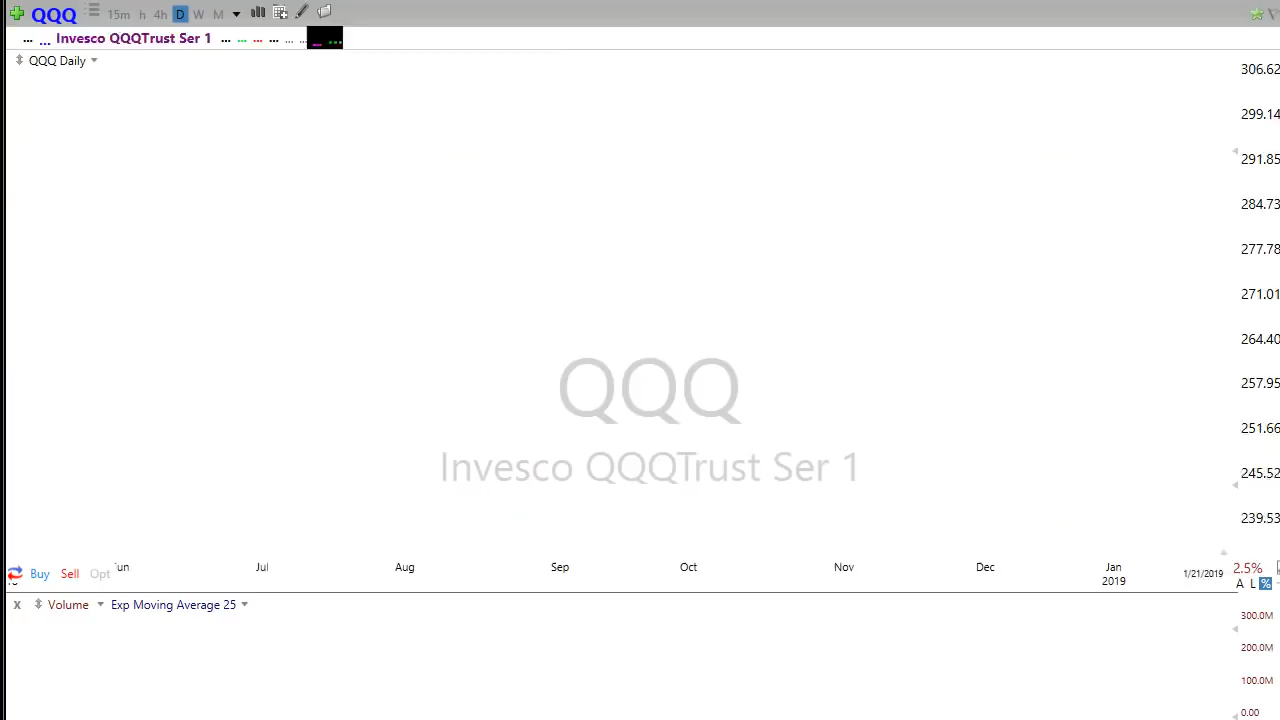 QQQ 15m h 4h D W M
... ... Invesco QQQTrust Ser 1 ... ... ... ... ... ... _ ...
QQQ Daily
306.62
299.14
291.85
284.73
277.78
271.01
264.40
257.95
251.66
245.52
239.53
QQQ
Invesco QQQTrust Ser 1
Jul Aug Sep Oct Nov Dec Jan
2019 1/21/2019
Buy Sell Opt
2.5%
A L %
X Volume Exp Moving Average 25
300.0M
200.0M
100.0M
0.00